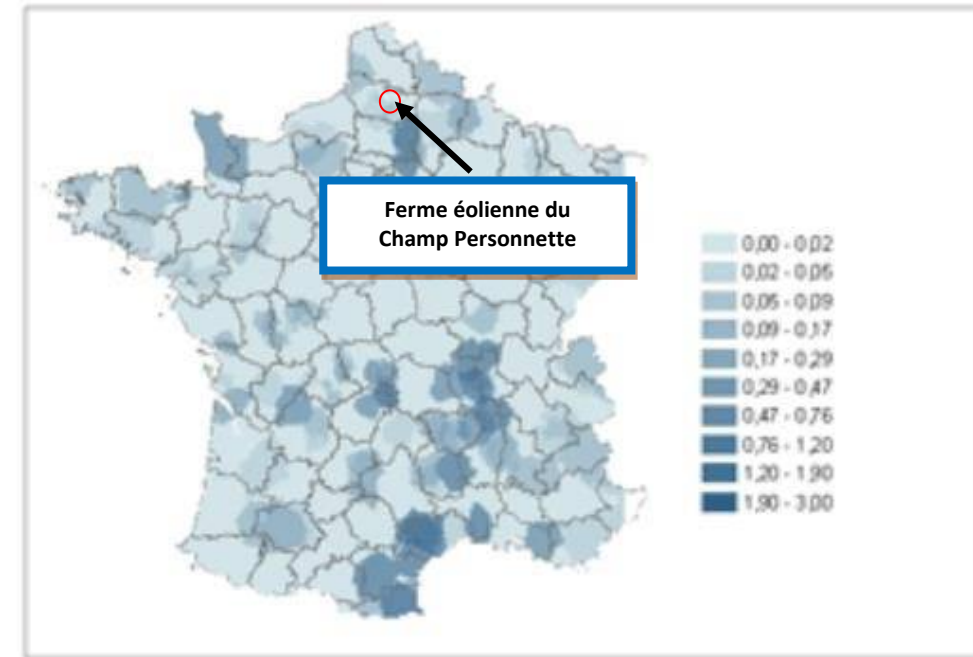 Ferme éolienne du
Champ Personnette
0,00 - 0,02
0,02 - 0,05
0,05 - 0,09
0,09 - 0,17
0,17 - 0,29
0,29 - 0,47
0,47 - 0,76
0,76 - 1,20
1,20 - 1,90
1,90 - 3,00